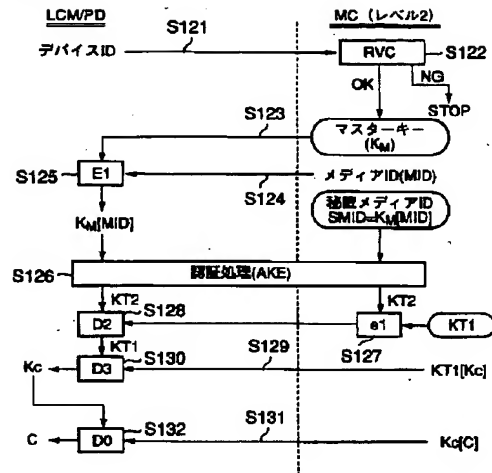 LCM/PD
MC（レベル2）
S121
デバイスID
RVC
S122
OK
NG
STOP
S123
マスターキー
(KM)
S125
E1
メディアID(MID)
S124
KM[MID]
秘匿メディアID
SMID=KM[MID]
S126
認証処理(AKE)
KT2
S128
KT2
D2
e1
KT1
KT1
S130
S129
S127
Kc
D3
KT1[Kc]
S132
S131
C
D0
Kc[C]